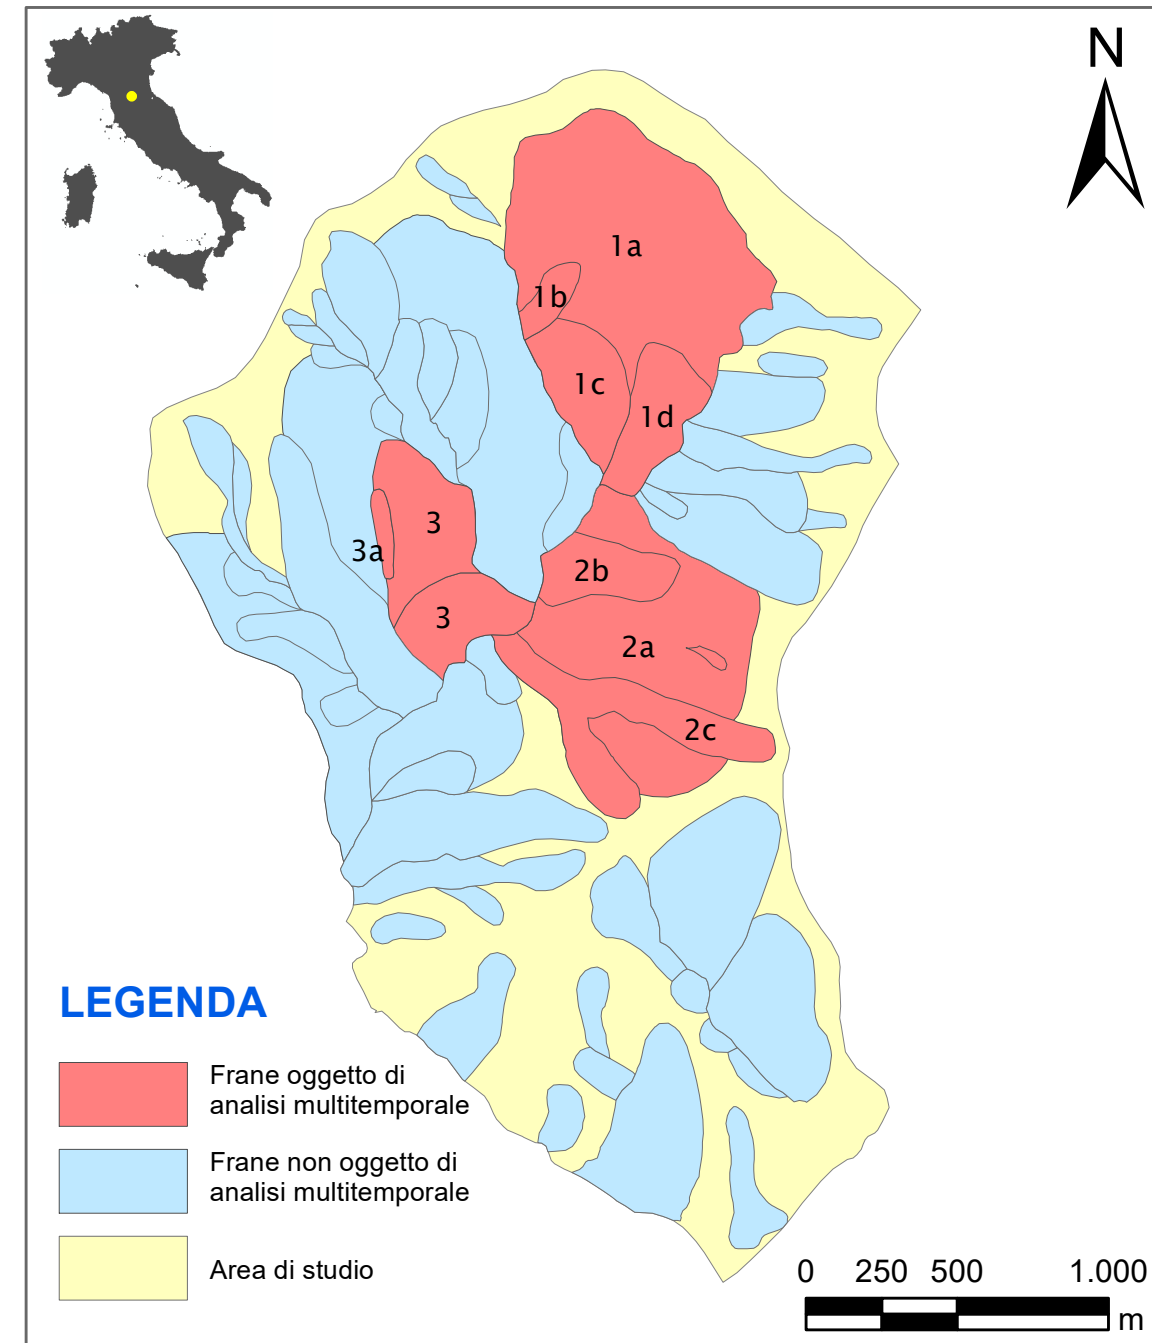 N
1a
1b
1c
1d
3
3a
2b
3
2a
2c
LEGENDA
Frane oggetto di
analisi multitemporale
Frane non oggetto di
analisi multitemporale
Area di studio
0 250 500 1.000
m